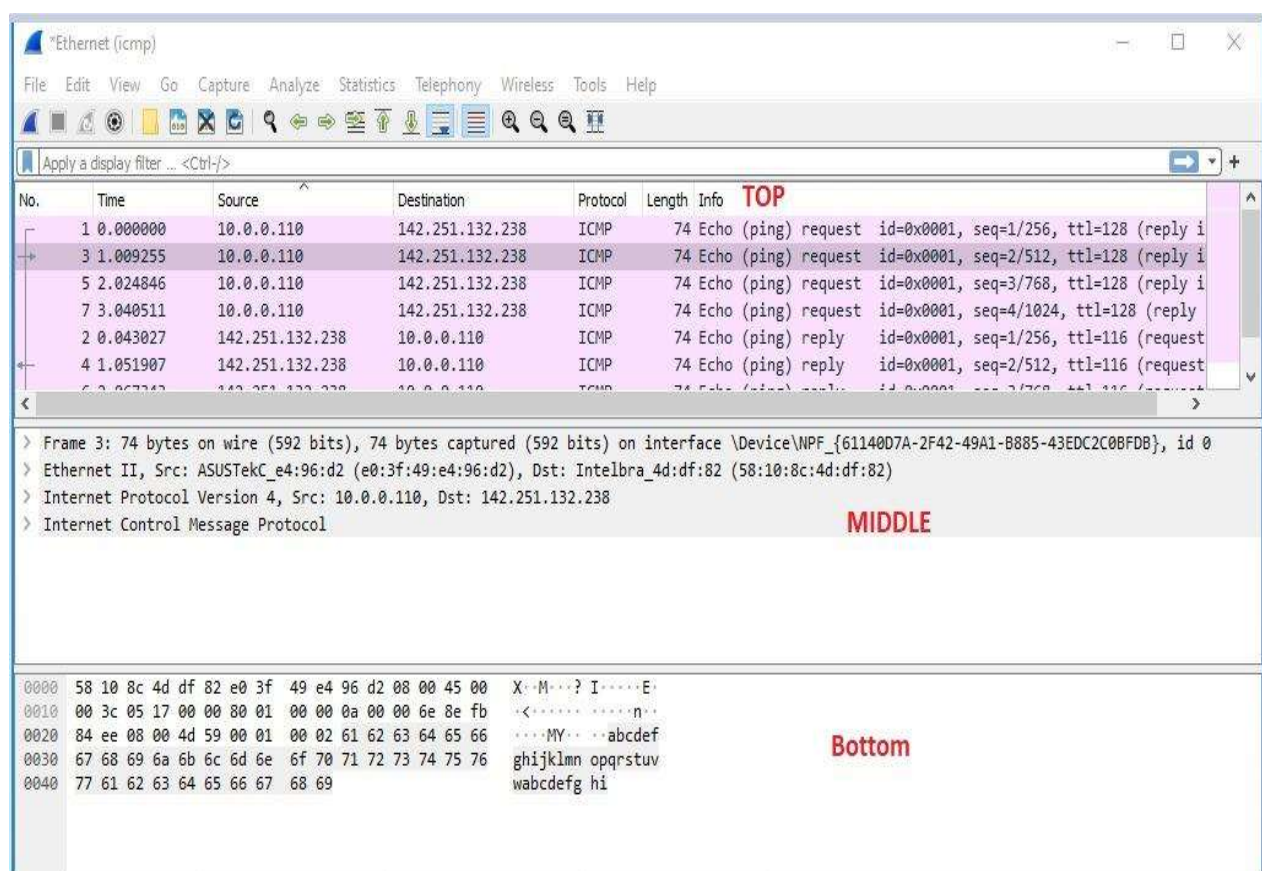 *Ethernet (icmp)
File Edit View Go Capture Analyze Statistics Telephony Wireless Tools Help
Apply a display filter ... <Ctrl-/>
No. Time Source Destination Protocol Length Info TOP
1 0.000000 10.0.0.110 142.251.132.238 ICMP 74 Echo (ping) request id=0x0001, seq=1/256, ttl=128 (reply i
3 1.009255 10.0.0.110 142.251.132.238 ICMP 74 Echo (ping) request id=0x0001, seq=2/512, ttl=128 (reply i
5 2.024846 10.0.0.110 142.251.132.238 ICMP 74 Echo (ping) request id=0x0001, seq=3/768, ttl=128 (reply i
7 3.040511 10.0.0.110 142.251.132.238 ICMP 74 Echo (ping) request id=0x0001, seq=4/1024, ttl=128 (reply
2 0.043027 142.251.132.238 10.0.0.110 ICMP 74 Echo (ping) reply id=0x0001, seq=1/256, ttl=116 (request
4 1.051907 142.251.132.238 10.0.0.110 ICMP 74 Echo (ping) reply id=0x0001, seq=2/512, ttl=116 (request
Frame 3: 74 bytes on wire (592 bits), 74 bytes captured (592 bits) on interface \Device\NPF_{61140D7A-2F42-49A1-B885-43EDC2C0BFDB}, id 0
Ethernet II, Src: ASUSTekC_e4:96:d2 (e0:3f:49:e4:96:d2), Dst: Intelbra_4d:df:82 (58:10:8c:4d:df:82)
Internet Protocol Version 4, Src: 10.0.0.110, Dst: 142.251.132.238
Internet Control Message Protocol
MIDDLE
0000 58 10 8c 4d df 82 e0 3f 49 e4 96 d2 08 00 45 00 X··M···? I·····E·
0010 00 3c 05 17 00 00 80 01 00 00 0a 00 00 6e 8e fb ·<······ ·····n··
0020 84 ee 08 00 4d 59 00 01 00 02 61 62 63 64 65 66 ····MY·· ··abcdef
0030 67 68 69 6a 6b 6c 6d 6e 6f 70 71 72 73 74 75 76 ghijklmn opqrstuv
0040 77 61 62 63 64 65 66 67 68 69 wabcdefg hi
Bottom